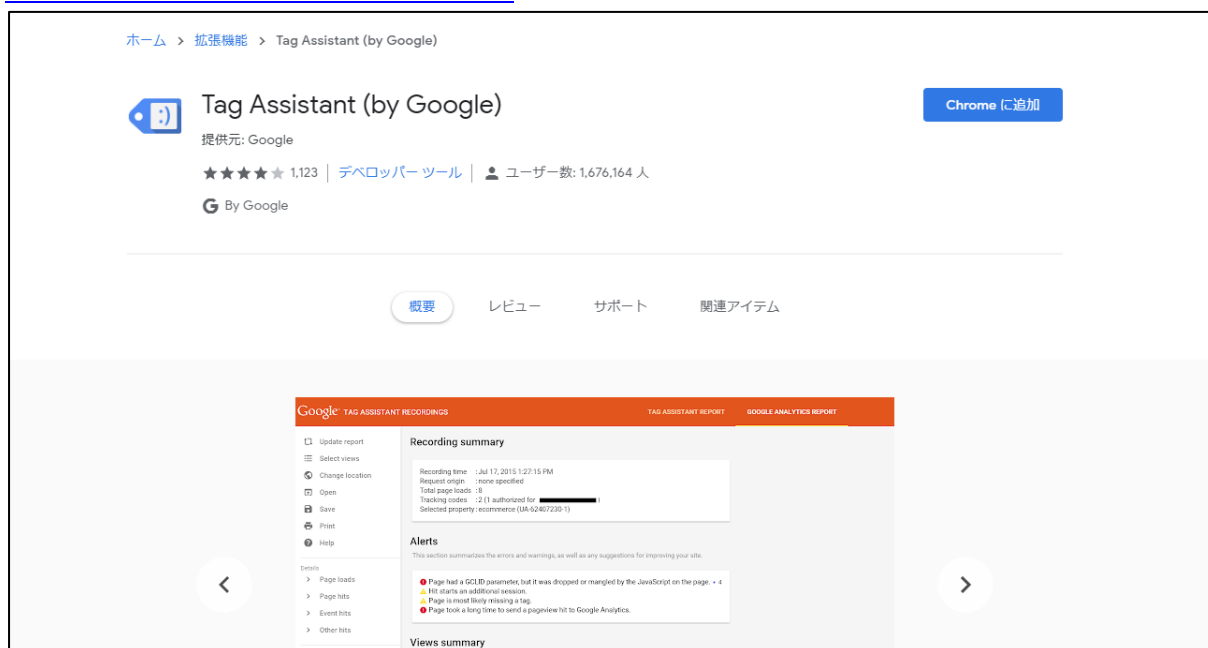 ホーム > 拡張機能 > Tag Assistant (by Google)
Tag Assistant (by Google)
Chrome に追加
提供元: Google
1,123 | デベロッパー ツール | ユーザー数: 1,676,164 人
By Google
概要 レビュー サポート 関連アイテム
Google TAG ASSISTANT RECORDINGS TAG ASSISTANT REPORT GOOGLE ANALYTICS REPORT
Update report
Select views
Change location
Open
Save
Print
Help
Details
Page loads
Page hits
Event hits
Other hits
Recording summary
Recording time : Jul 17, 2015 1:27:15 PM
Request origin : none specified
Total page loads : 8
Tracking codes : 2 (1 authorized for )
Selected property : ecommerce (UA-62407230-1)
Alerts
This section summarizes the errors and warnings, as well as any suggestions for improving your site.
Page had a GCLID parameter, but it was dropped or mangled by the JavaScript on the page. × 4
Hit starts an additional session.
Page is most likely missing a tag.
Page took a long time to send a pageview hit to Google Analytics.
Views summary